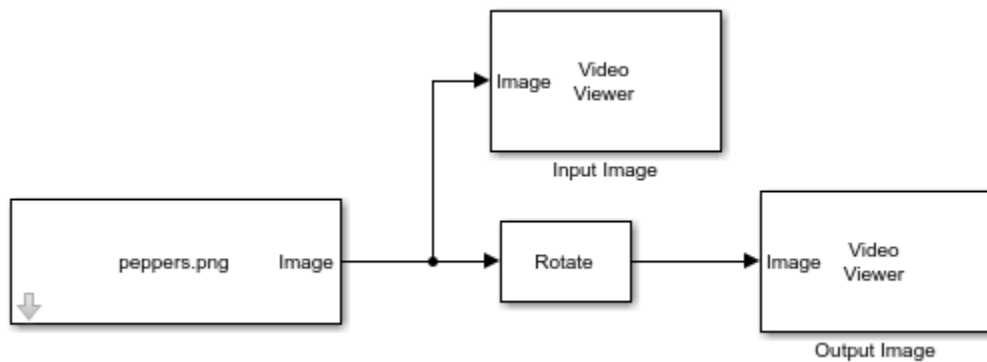 Image
Video
Viewer
Input Image
peppers.png
Image
Rotate
Image
Video
Viewer
Output Image